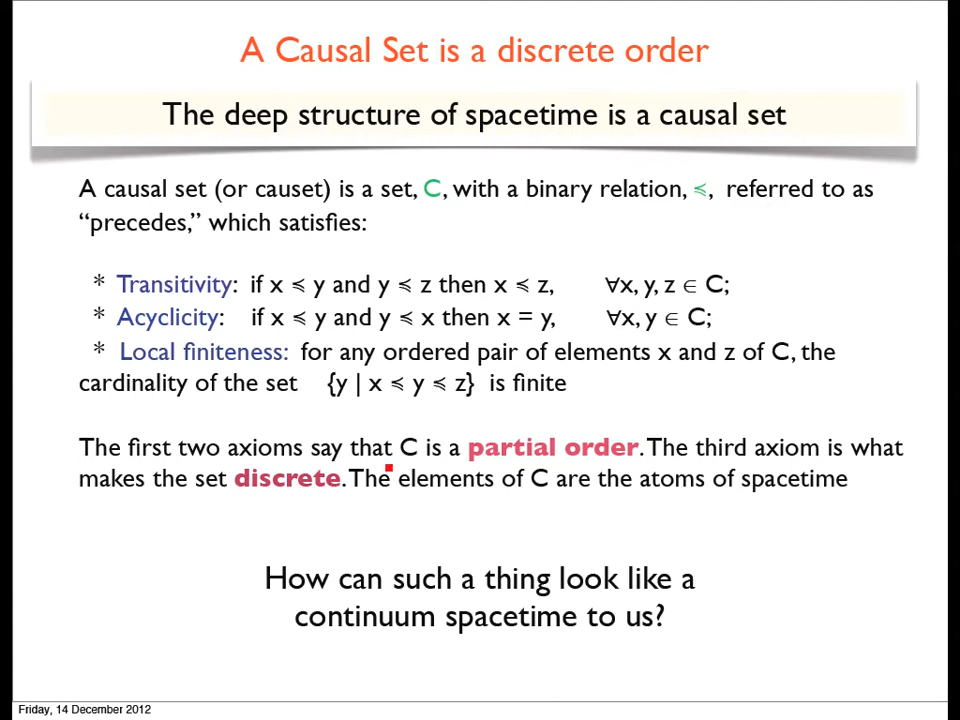 A Causal Set is a discrete order
The deep structure of spacetime is a causal set
A causal set (or causet) is a set, C, with a binary relation, ≼, referred to as
“precedes,” which satisfies:
* Transitivity: if x ≼ y and y ≼ z then x ≼ z, ∀x, y, z ∈ C;
* Acyclicity: if x ≼ y and y ≼ x then x = y, ∀x, y ∈ C;
* Local finiteness: for any ordered pair of elements x and z of C, the
cardinality of the set {y | x ≼ y ≼ z} is finite
The first two axioms say that C is a partial order. The third axiom is what
makes the set discrete. The elements of C are the atoms of spacetime
How can such a thing look like a
continuum spacetime to us?
Friday, 14 December 2012